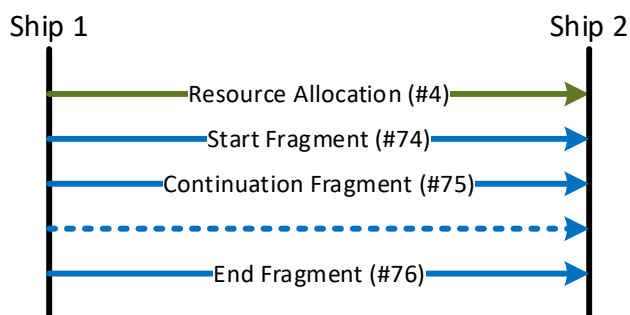 Ship 1
Ship 2
Resource Allocation (#4)
Start Fragment (#74)
Continuation Fragment (#75)
End Fragment (#76)